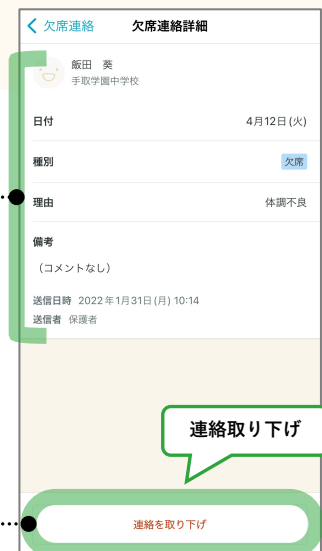 欠席連絡 欠席連絡詳細
飯田 葵
手取学園中学校
日付 4月12日(火)
種別 欠席
理由 体調不良
備考
(コメントなし)
送信日時 2022年1月31日(月) 10:14
送信者 保護者
連絡取り下げ
連絡を取り下げ